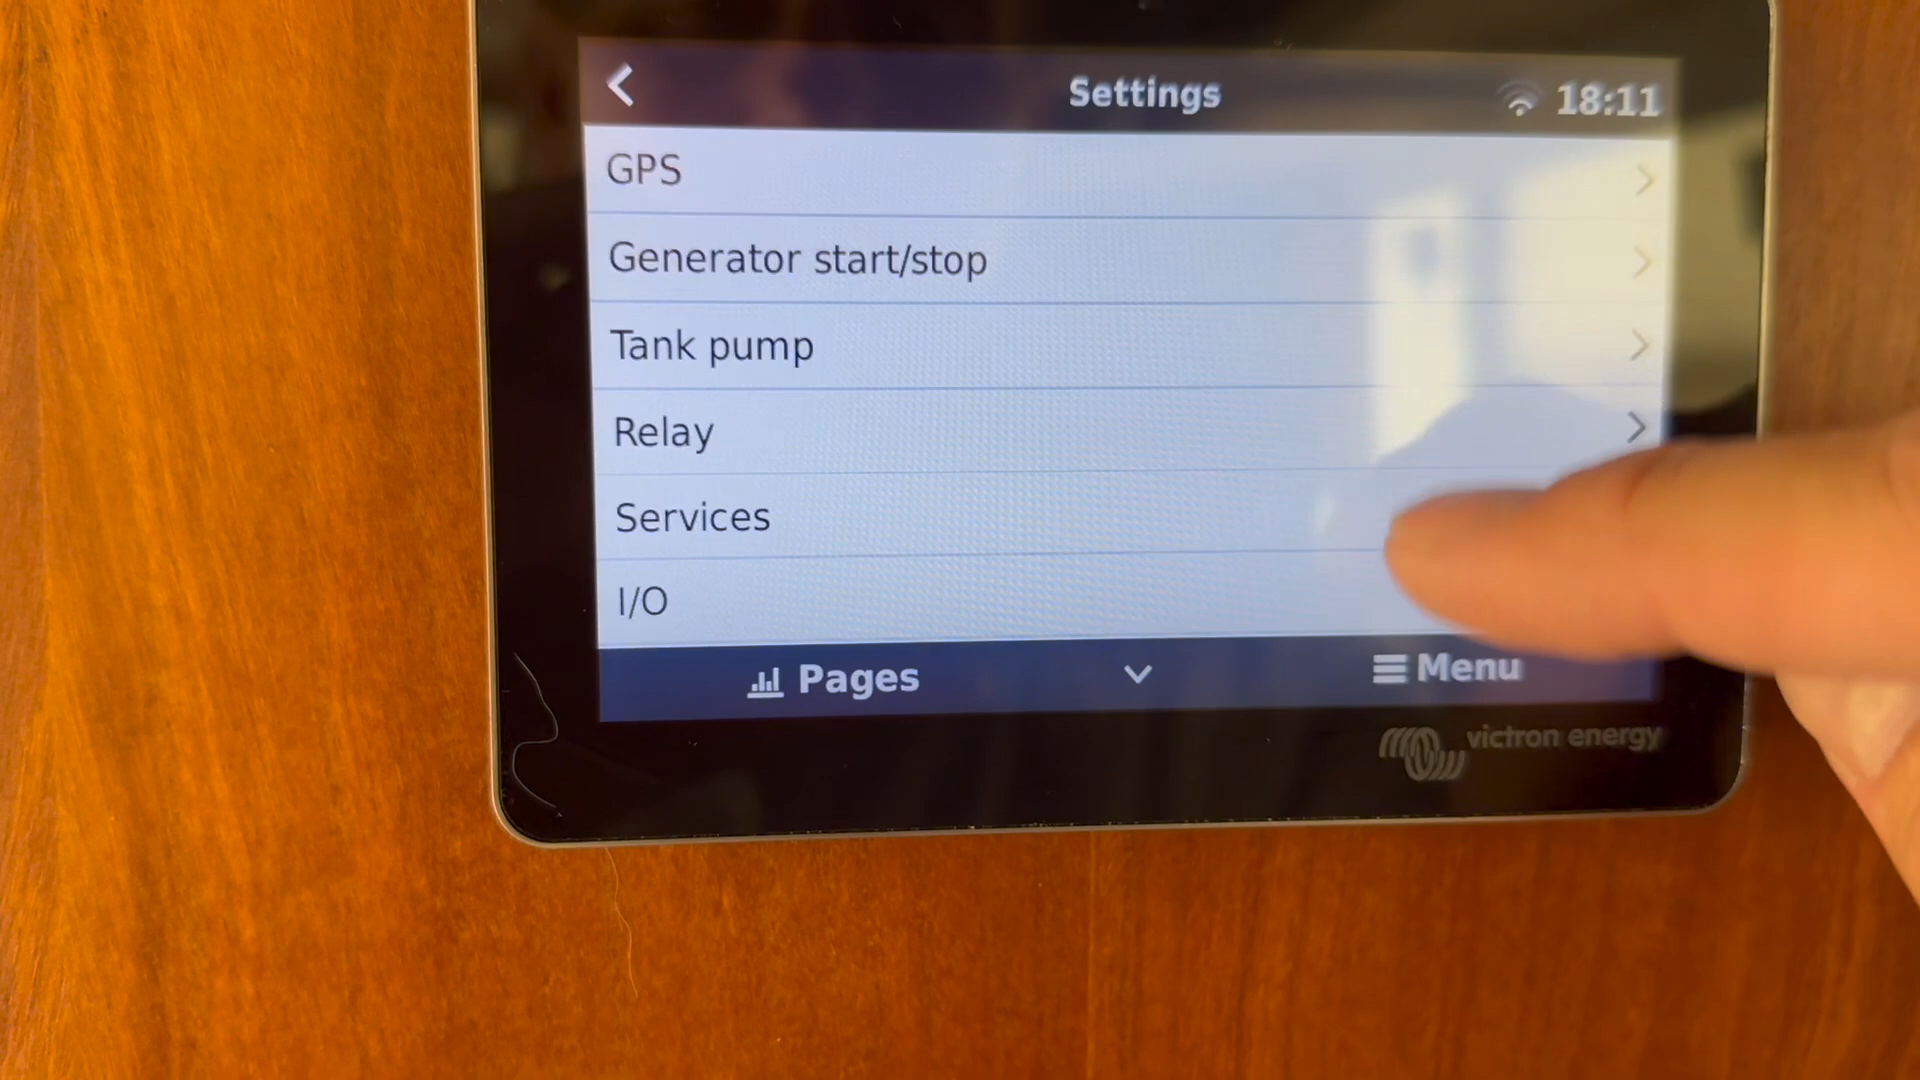 Settings
18:11
GPS
Generator start/stop
Tank pump
Relay
Services
I/O
Pages
Menu
victron energy